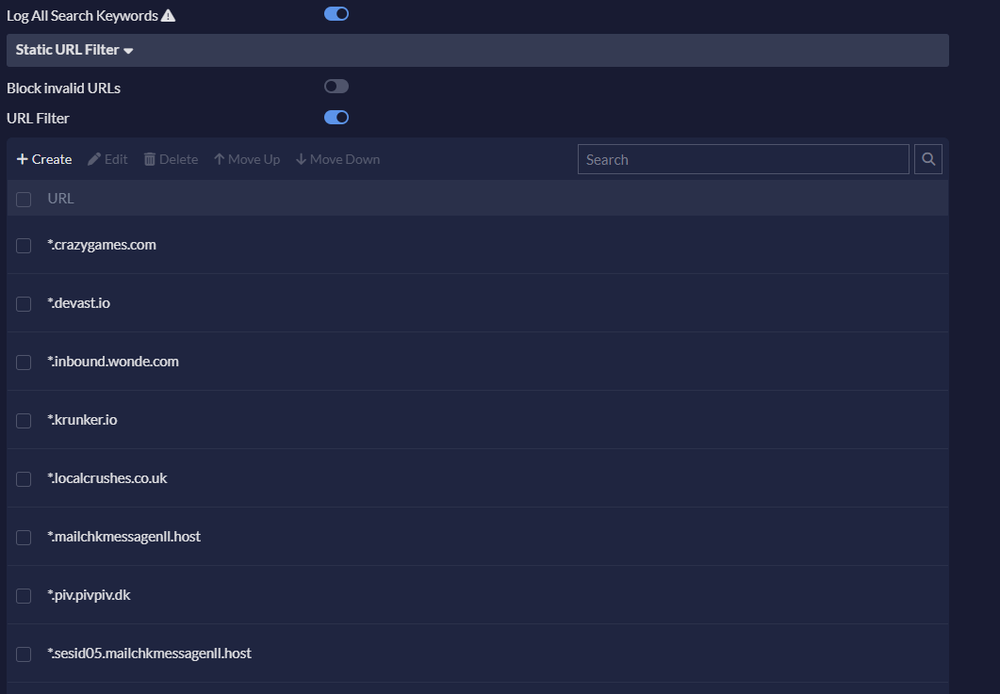 Log All Search Keywords
Static URL Filter
Block invalid URLs
URL Filter
Create Edit Delete Move Up Move Down Search
URL
*.crazygames.com
*.devast.io
*.inbound.wonde.com
*.krunker.io
*.localcrushes.co.uk
*.mailchkmessagenll.host
*.piv.pivpiv.dk
*.sesid05.mailchkmessagenll.host